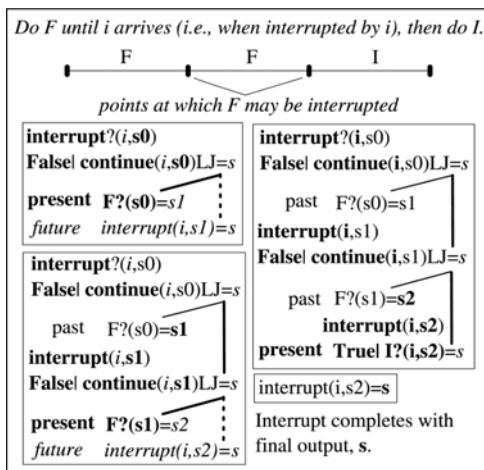 Do F until i arrives (i.e., when interrupted by i), then do I.
F F I
points at which F may be interrupted
interrupt?(i,s0)
False| continue(i,s0)LJ=s
present F?(s0)=s1
future interrupt(i,s1)=s
interrupt?(i,s0)
False| continue(i,s0)LJ=s
past F?(s0)=s1
interrupt(i,s1)
False| continue(i,s1)LJ=s
present F?(s1)=s2
future interrupt(i,s2)=s
interrupt?(i,s0)
False| continue(i,s0)LJ=s
past F?(s0)=s1
interrupt(i,s1)
False| continue(i,s1)LJ=s
past F?(s1)=s2
interrupt(i,s2)
present True| I?(i,s2)=s
interrupt(i,s2)=s
Interrupt completes with
final output, s.